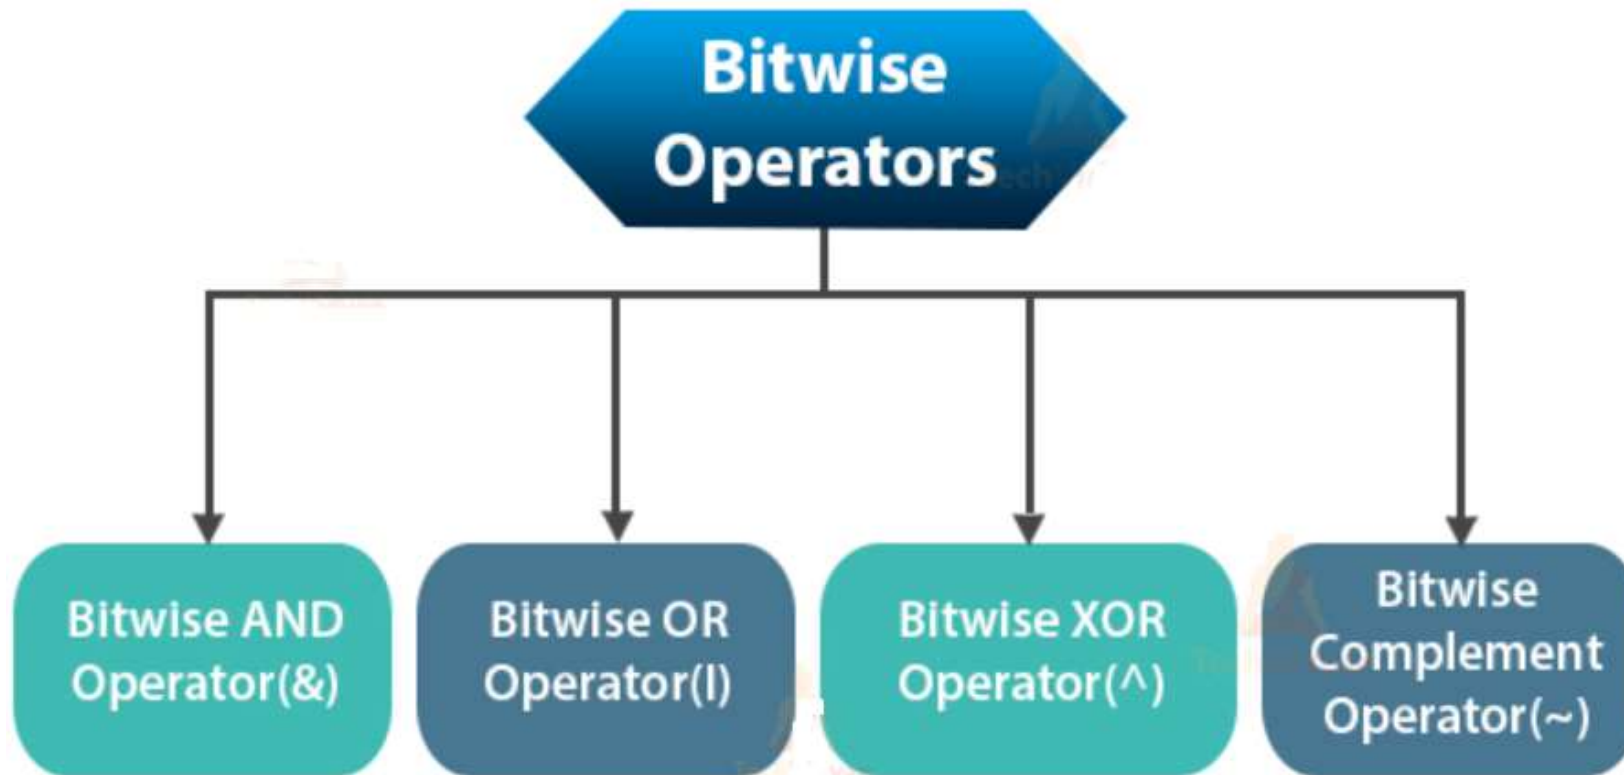 Bitwise
Operators
Bitwise AND
Operator(&)
Bitwise OR
Operator(I)
Bitwise XOR
Operator(^)
Bitwise
Complement
Operator(~)